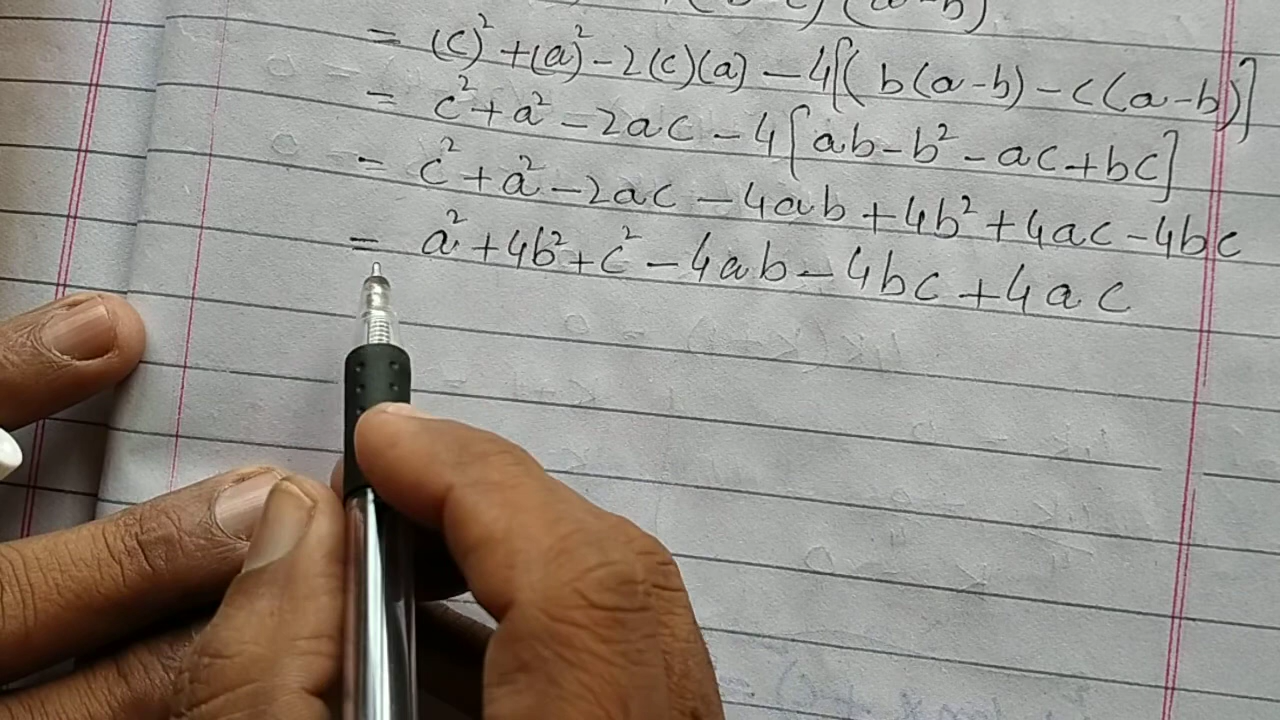 (a-b)
= (c)² + (a)² - 2(c)(a) - 4[(b(a-b) - c(a-b)]
= c² + a² - 2ac - 4[ab - b² - ac + bc]
= c² + a² - 2ac - 4ab + 4b² + 4ac - 4bc
= a² + 4b² + c² - 4ab - 4bc + 4ac